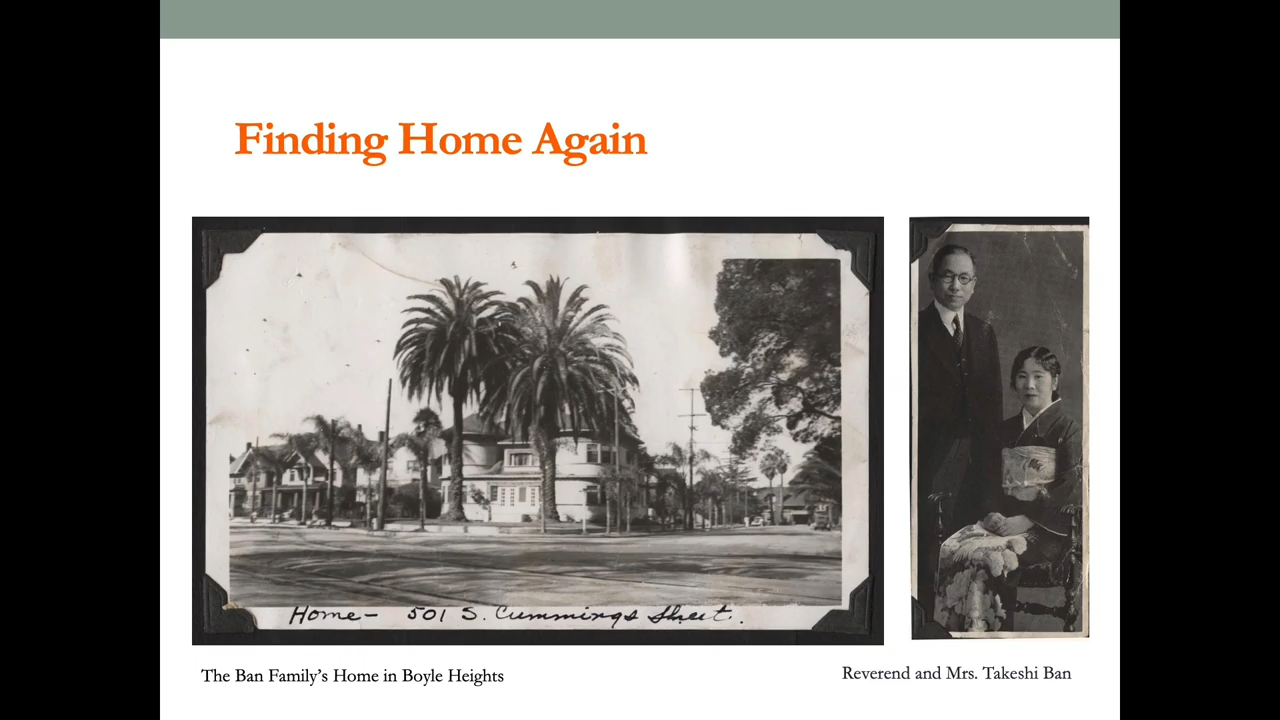 Finding Home Again
Home- 501 S. Cummings Street.
The Ban Family's Home in Boyle Heights
Reverend and Mrs. Takeshi Ban